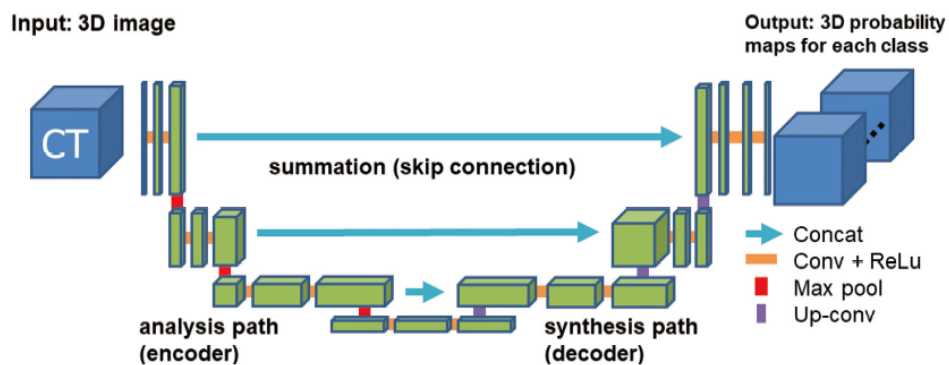 Input: 3D image
Output: 3D probability
maps for each class
CT
summation (skip connection)
Concat
Conv + ReLu
Max pool
Up-conv
analysis path
(encoder)
synthesis path
(decoder)